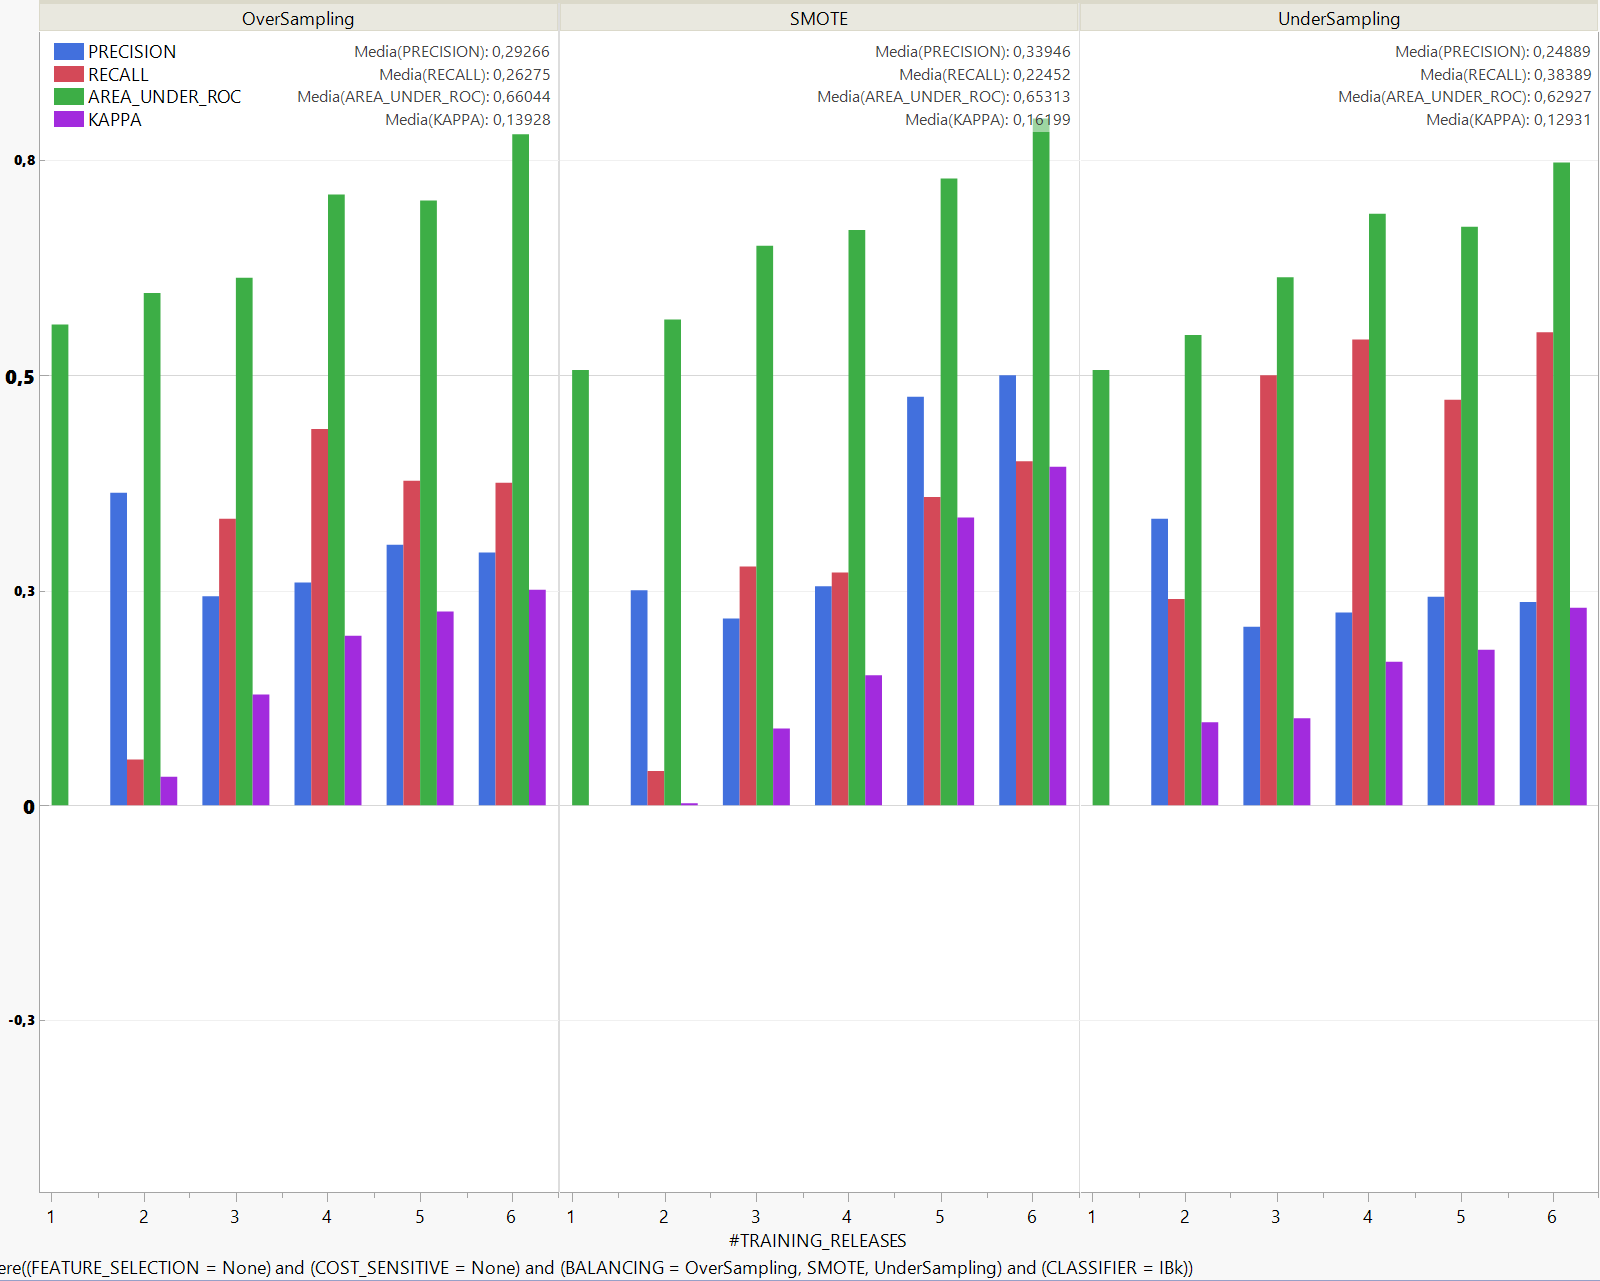 OverSampling SMOTE UnderSampling
PRECISION Media(PRECISION): 0,29266 Media(PRECISION): 0,33946 Media(PRECISION): 0,24889
RECALL Media(RECALL): 0,26275 Media(RECALL): 0,22452 Media(RECALL): 0,38389
AREA_UNDER_ROC Media(AREA_UNDER_ROC): 0,66044 Media(AREA_UNDER_ROC): 0,65313 Media(AREA_UNDER_ROC): 0,62927
KAPPA Media(KAPPA): 0,13928 Media(KAPPA): 0,16199 Media(KAPPA): 0,12931
0,8
0,5
0,3
0
-0,3
1 2 3 4 5 6 1 2 3 4 5 6 1 2 3 4 5 6
#TRAINING_RELEASES
ere((FEATURE_SELECTION = None) and (COST_SENSITIVE = None) and (BALANCING = OverSampling, SMOTE, UnderSampling) and (CLASSIFIER = IBk))